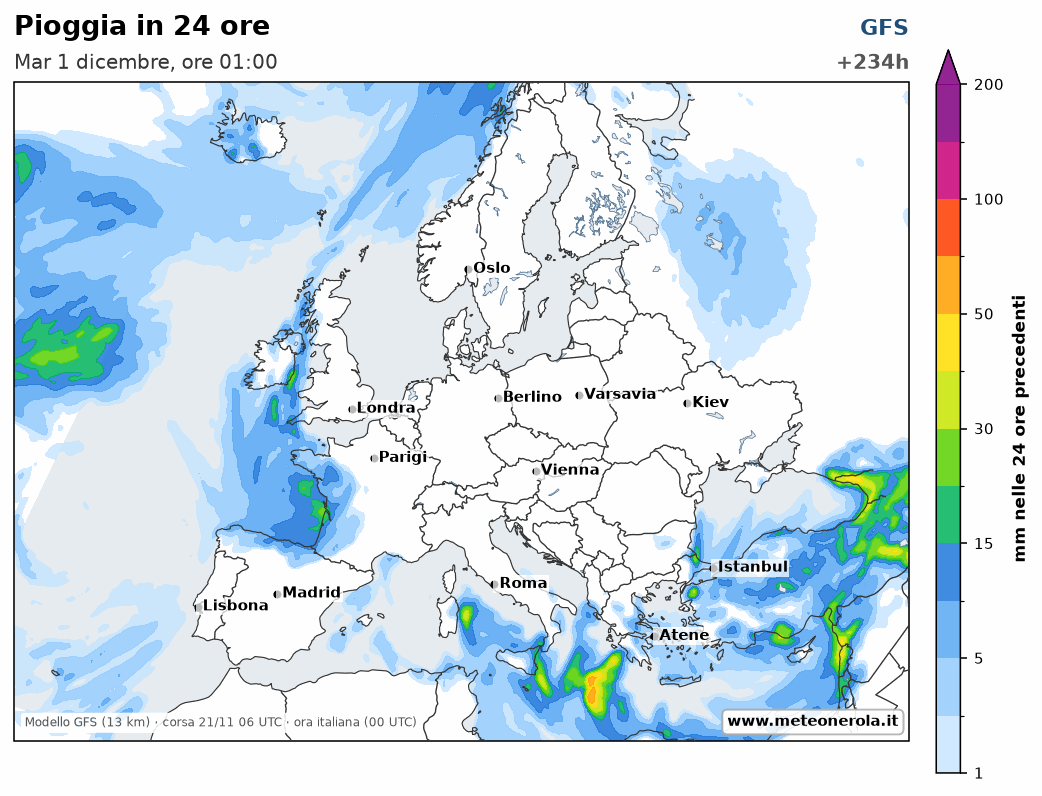 Pioggia in 24 ore
GFS
Mar 1 dicembre, ore 01:00
+234h
200
100
50
30
15
5
1
mm nelle 24 ore precedenti
Oslo
Berlino
Varsavia
Kiev
Londra
Parigi
Vienna
Istanbul
Roma
Madrid
Lisbona
Atene
Modello GFS (13 km) · corsa 21/11 06 UTC · ora italiana (00 UTC)
www.meteonerola.it